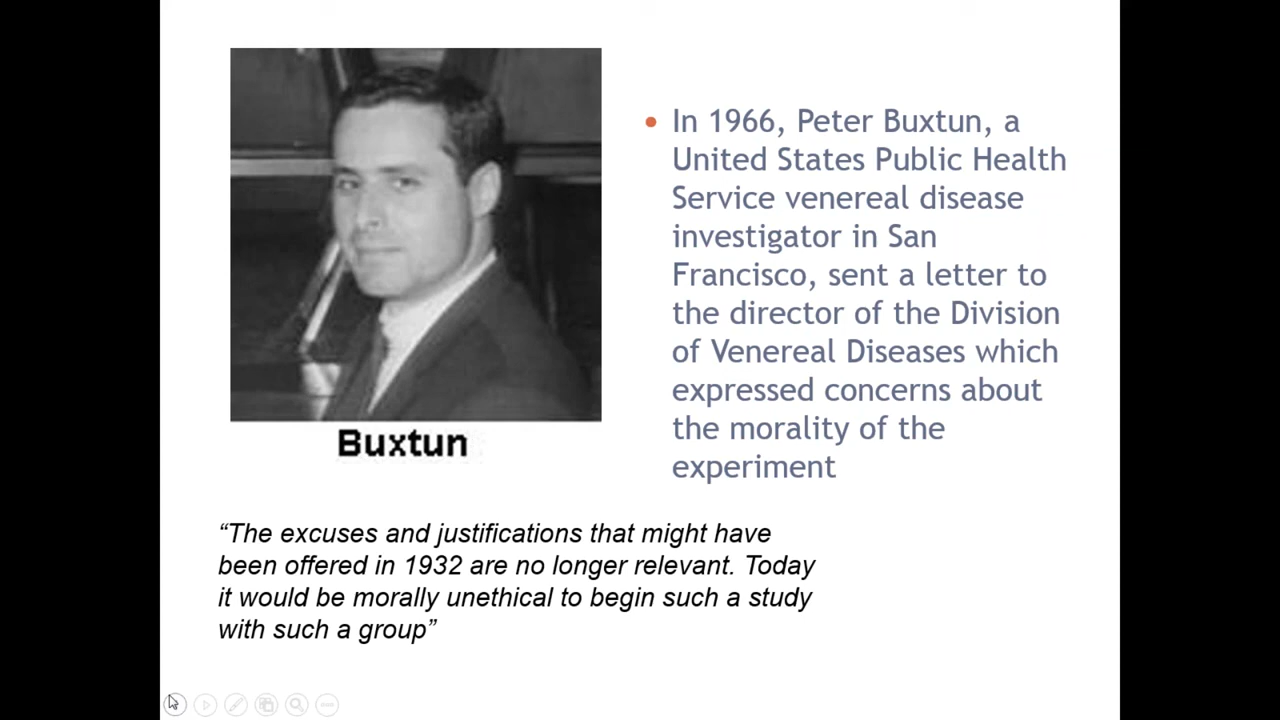 Buxtun
• In 1966, Peter Buxtun, a
United States Public Health
Service venereal disease
investigator in San
Francisco, sent a letter to
the director of the Division
of Venereal Diseases which
expressed concerns about
the morality of the
experiment
“The excuses and justifications that might have
been offered in 1932 are no longer relevant. Today
it would be morally unethical to begin such a study
with such a group”